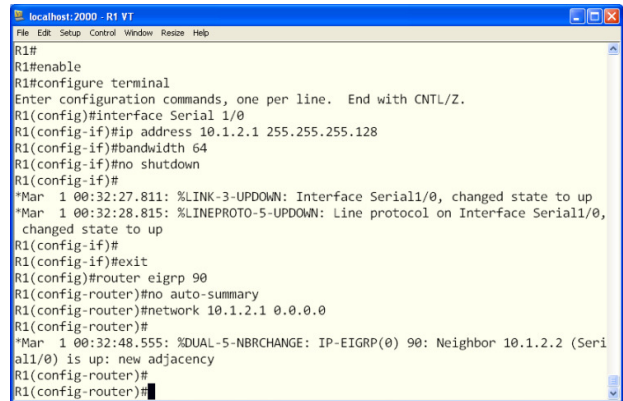 localhost:2000 - R1 VT
File Edit Setup Control Window Resize Help
R1#
R1#enable
R1#configure terminal
Enter configuration commands, one per line.  End with CNTL/Z.
R1(config)#interface Serial 1/0
R1(config-if)#ip address 10.1.2.1 255.255.255.128
R1(config-if)#bandwidth 64
R1(config-if)#no shutdown
R1(config-if)#
*Mar  1 00:32:27.811: %LINK-3-UPDOWN: Interface Serial1/0, changed state to up
*Mar  1 00:32:28.815: %LINEPROTO-5-UPDOWN: Line protocol on Interface Serial1/0,
 changed state to up
R1(config-if)#
R1(config-if)#exit
R1(config)#router eigrp 90
R1(config-router)#no auto-summary
R1(config-router)#network 10.1.2.1 0.0.0.0
R1(config-router)#
*Mar  1 00:32:48.555: %DUAL-5-NBRCHANGE: IP-EIGRP(0) 90: Neighbor 10.1.2.2 (Seri
al1/0) is up: new adjacency
R1(config-router)#
R1(config-router)#